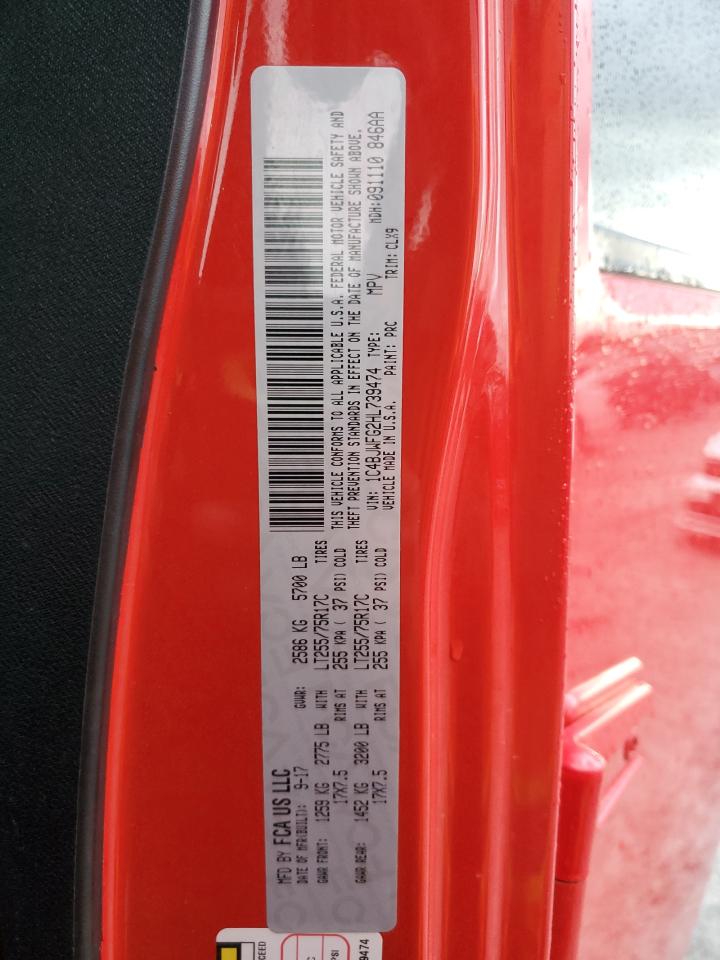 MFD BY FCA US LLC
DATE OF MFR(BUILT): 9-17 GVWR: 2586 KG 5700 LB
GAWR FRONT: 1259 KG 2775 LB WITH LT255/75R17C TIRES
17X7.5 RIMS AT 255 KPA ( 37 PSI) COLD
GAWR REAR: 1452 KG 3200 LB WITH LT255/75R17C TIRES
17X7.5 RIMS AT 255 KPA ( 37 PSI) COLD
THIS VEHICLE CONFORMS TO ALL APPLICABLE U.S.A. FEDERAL MOTOR VEHICLE SAFETY AND
THEFT PREVENTION STANDARDS IN EFFECT ON THE DATE OF MANUFACTURE SHOWN ABOVE.
VIN: 1C4BJWFG2HL739474 TYPE: MPV MDH:091110 846AA
VEHICLE MADE IN U.S.A. PAINT: PRC TRIM: CLX9
CEED
PSI
9474